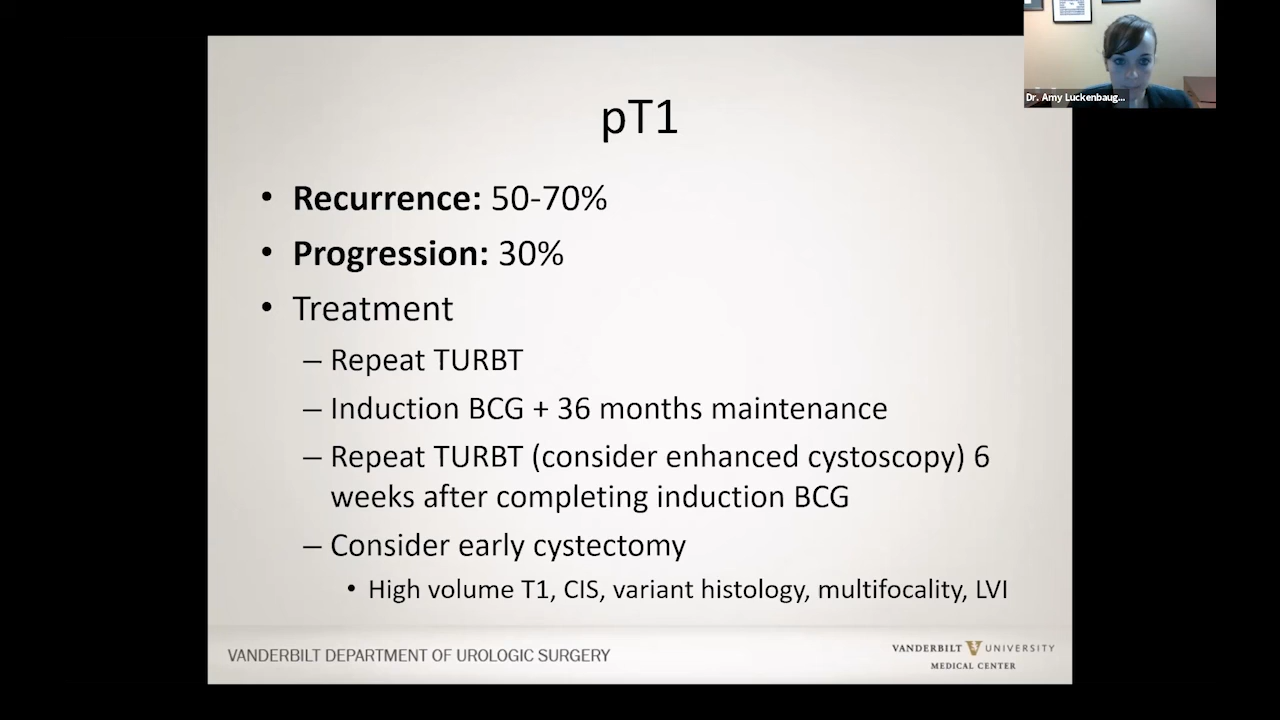 Dr. Amy Luckenbaug...
pT1
• Recurrence: 50-70%
• Progression: 30%
• Treatment
– Repeat TURBT
– Induction BCG + 36 months maintenance
– Repeat TURBT (consider enhanced cystoscopy) 6
weeks after completing induction BCG
– Consider early cystectomy
• High volume T1, CIS, variant histology, multifocality, LVI
VANDERBILT DEPARTMENT OF UROLOGIC SURGERY
VANDERBILT V UNIVERSITY
MEDICAL CENTER